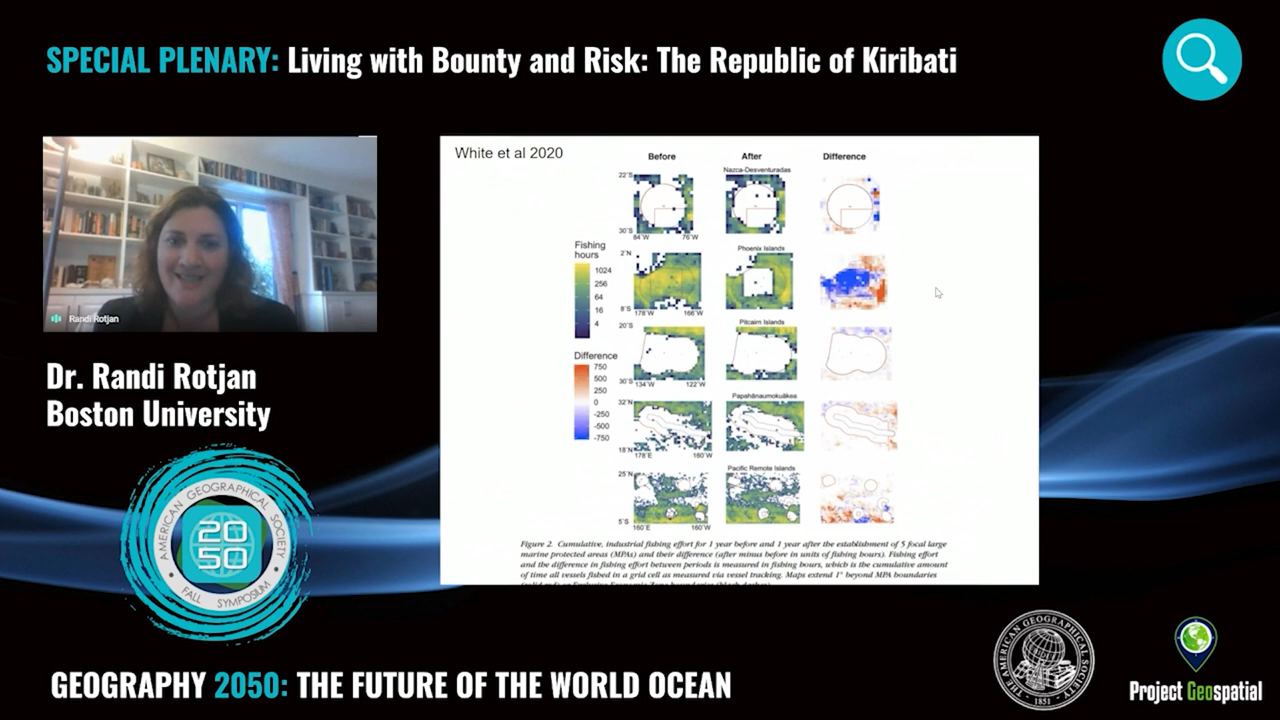 SPECIAL PLENARY: Living with Bounty and Risk: The Republic of Kiribati
Randi Rotjan
Dr. Randi Rotjan
Boston University
AMERICAN GEOGRAPHICAL SOCIETY
20
50
FALL SYMPOSIUM
White et al 2020
Before After Difference
Nazca-Desventuradas
22°S
30°S
84°W 76°W
Fishing
hours
1024
256
64
16
4
Phoenix Islands
2°N
8°S
178°W 166°W
Pitcairn Islands
20°S
30°S
134°W 122°W
Difference
750
500
250
0
-250
-500
-750
Papahānaumokuākea
32°N
18°N
178°E 160°W
Pacific Remote Islands
25°N
5°S
160°E 160°W
Figure 2. Cumulative, industrial fishing effort for 1 year before and 1 year after the establishment of 5 focal large
marine protected areas (MPAs) and their difference (after minus before in units of fishing hours). Fishing effort
and the difference in fishing effort between periods is measured in fishing hours, which is the cumulative amount
of time all vessels fished in a grid cell as measured via vessel tracking. Maps extend 1° beyond MPA boundaries
THE AMERICAN GEOGRAPHICAL SOCIETY
1851
Project Geospatial
GEOGRAPHY 2050: THE FUTURE OF THE WORLD OCEAN